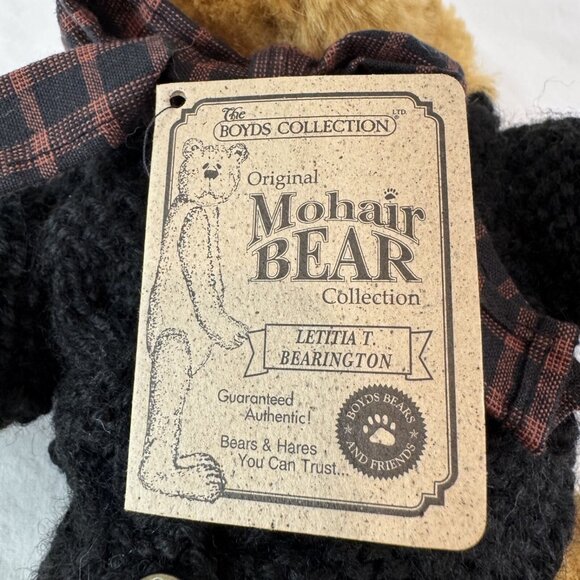 The
BOYDS COLLECTION LTD.
Original
Mohair
BEAR
Collection
LETITIA T.
BEARINGTON
Guaranteed
Authentic!
Bears & Hares
You Can Trust...
BOYDS BEARS
AND FRIENDS